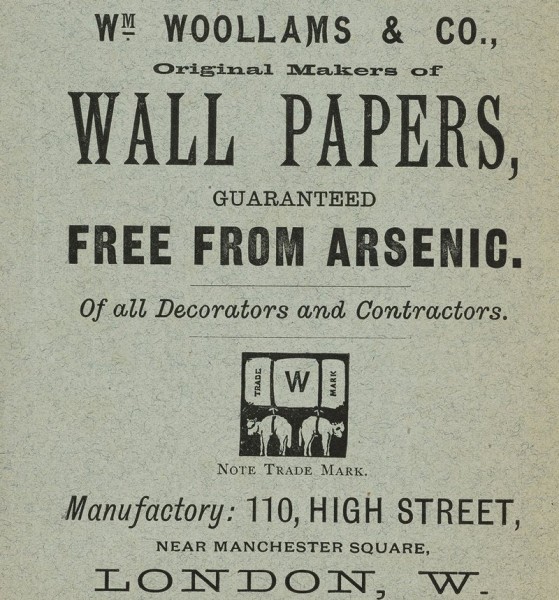 WM WOOLLAMS & CO.,
Original Makers of
WALL PAPERS,
GUARANTEED
FREE FROM ARSENIC.
Of all Decorators and Contractors.
TRADE W MARK
NOTE TRADE MARK.
Manufactory: 110, HIGH STREET,
NEAR MANCHESTER SQUARE,
LONDON, W.